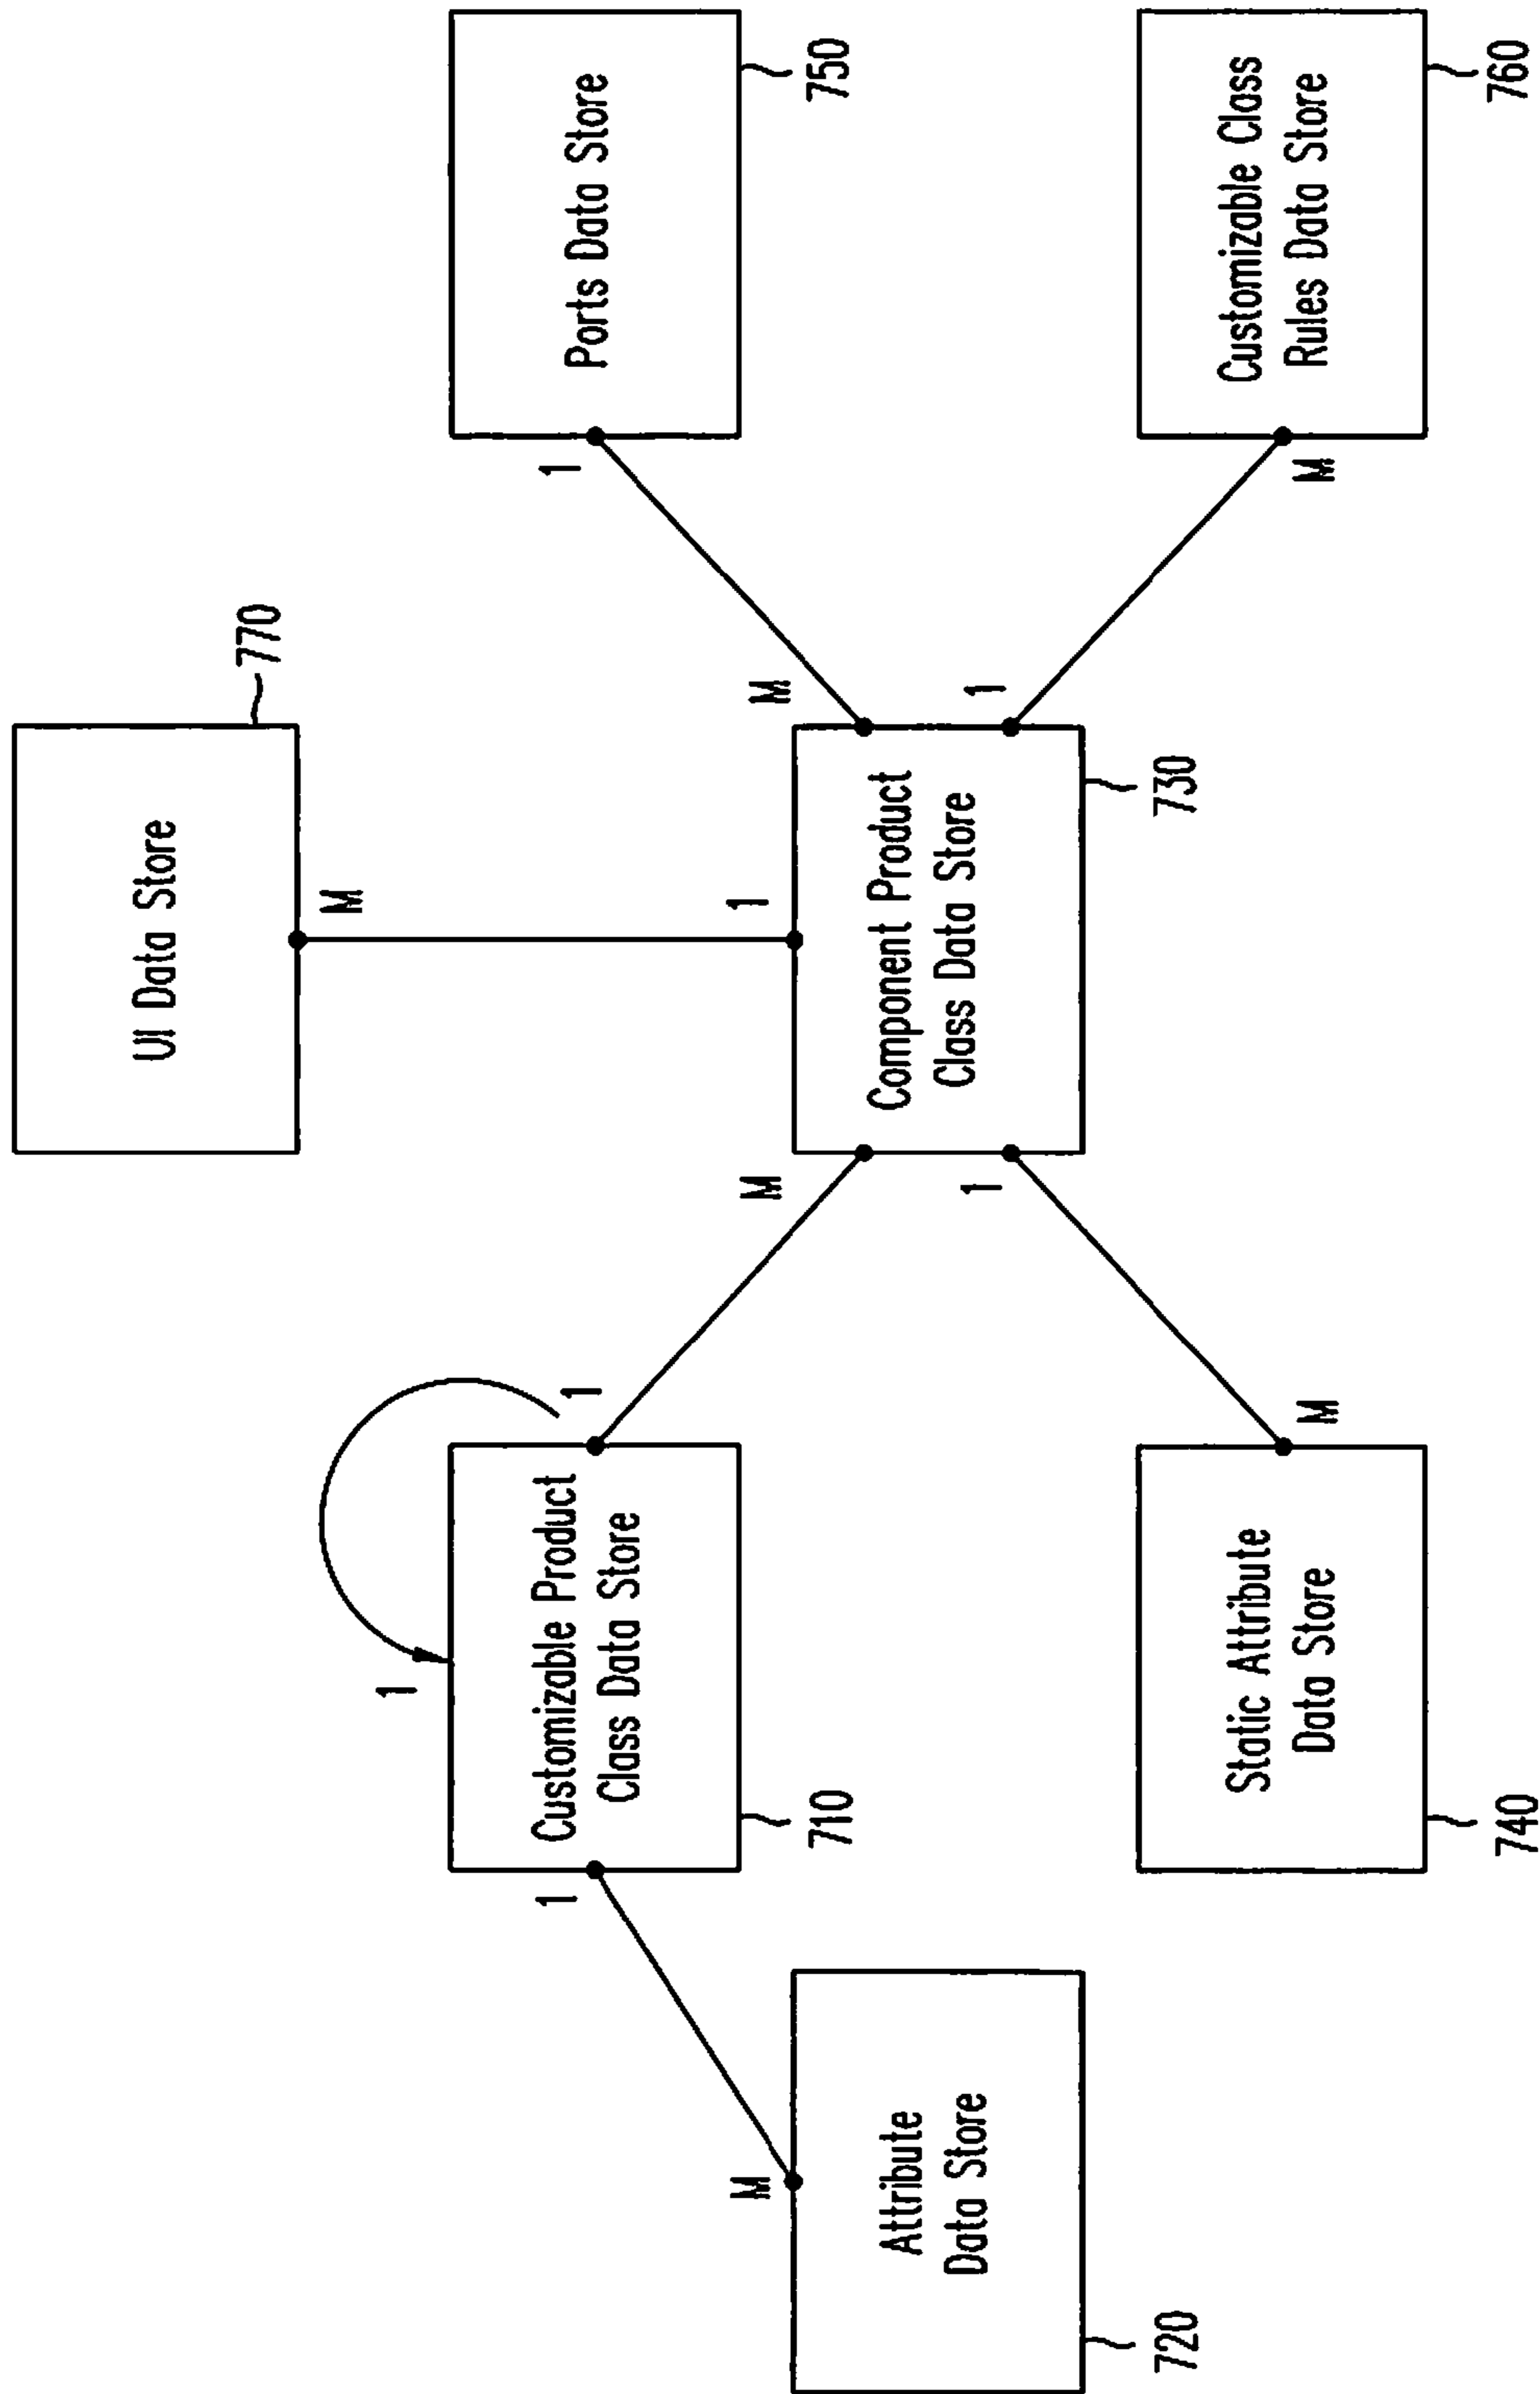 UI Data Store
770
M
1
1
1
Customizable Product
Class Data Store
710
1
M
Attribute
Data Store
720
M
Component Product
Class Data Store
730
1
M
Static Attribute
Data Store
740
M
1
Ports Data Store
750
1
M
Customizable Class
Rules Data Store
760